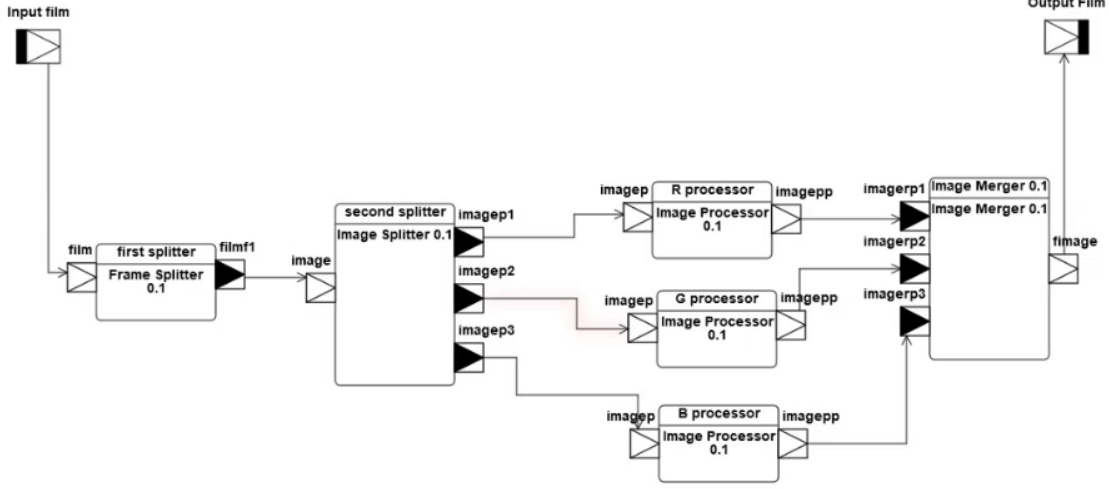 Input film
Output Film
film
first splitter
filmf1
Frame Splitter
0.1
image
second splitter
Image Splitter 0.1
imagep1
imagep2
imagep3
imagep
R processor
imagepp
Image Processor
0.1
imagep
G processor
imagepp
Image Processor
0.1
imagep
B processor
imagepp
Image Processor
0.1
imagerp1
imagerp2
imagerp3
Image Merger 0.1
Image Merger 0.1
fimage